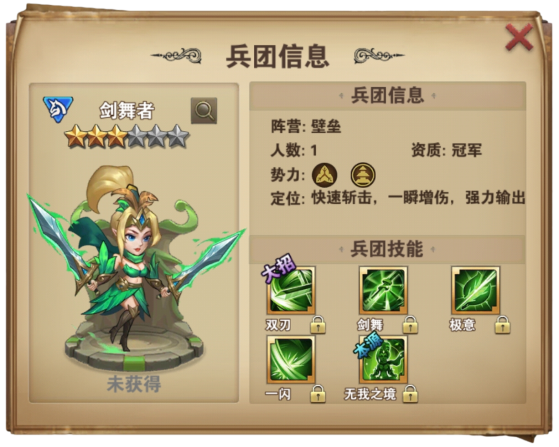 兵团信息
剑舞者
未获得
兵团信息
阵营: 壁垒
人数: 1 资质: 冠军
势力:
定位: 快速斩击，一瞬增伤，强力输出
兵团技能
大招
双刃 剑舞 极意
本源
一闪 无我之境